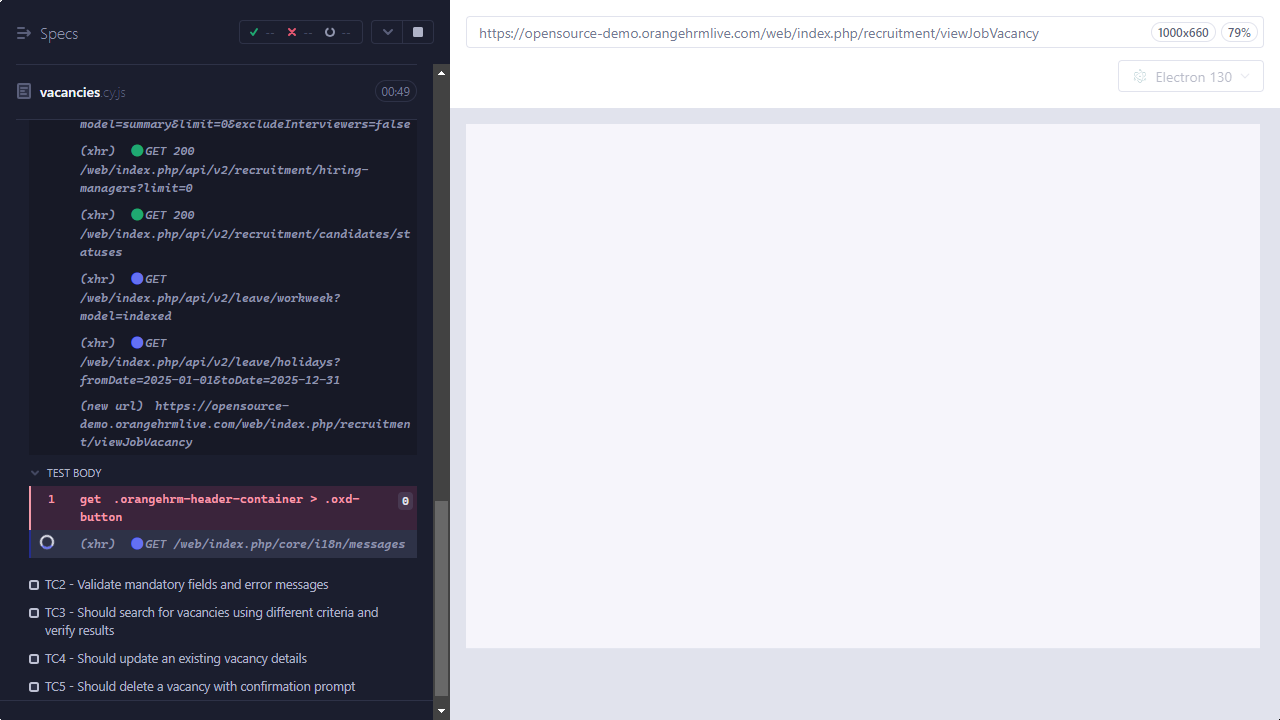 Specs
--
--
--
https://opensource-demo.orangehrmlive.com/web/index.php/recruitment/viewJobVacancy
1000x660
79%
Electron 130
vacancies.cy.js
00:49
model=summary&limit=0&excludeInterviewers=false
(xhr) GET 200
/web/index.php/api/v2/recruitment/hiring-
managers?limit=0
(xhr) GET 200
/web/index.php/api/v2/recruitment/candidates/st
atuses
(xhr) GET
/web/index.php/api/v2/leave/workweek?
model=indexed
(xhr) GET
/web/index.php/api/v2/leave/holidays?
fromDate=2025-01-01&toDate=2025-12-31
(new url) https://opensource-
demo.orangehrmlive.com/web/index.php/recruitmen
t/viewJobVacancy
TEST BODY
1 get .orangehrm-header-container > .oxd-
button
0
(xhr) GET /web/index.php/core/i18n/messages
TC2 - Validate mandatory fields and error messages
TC3 - Should search for vacancies using different criteria and
verify results
TC4 - Should update an existing vacancy details
TC5 - Should delete a vacancy with confirmation prompt